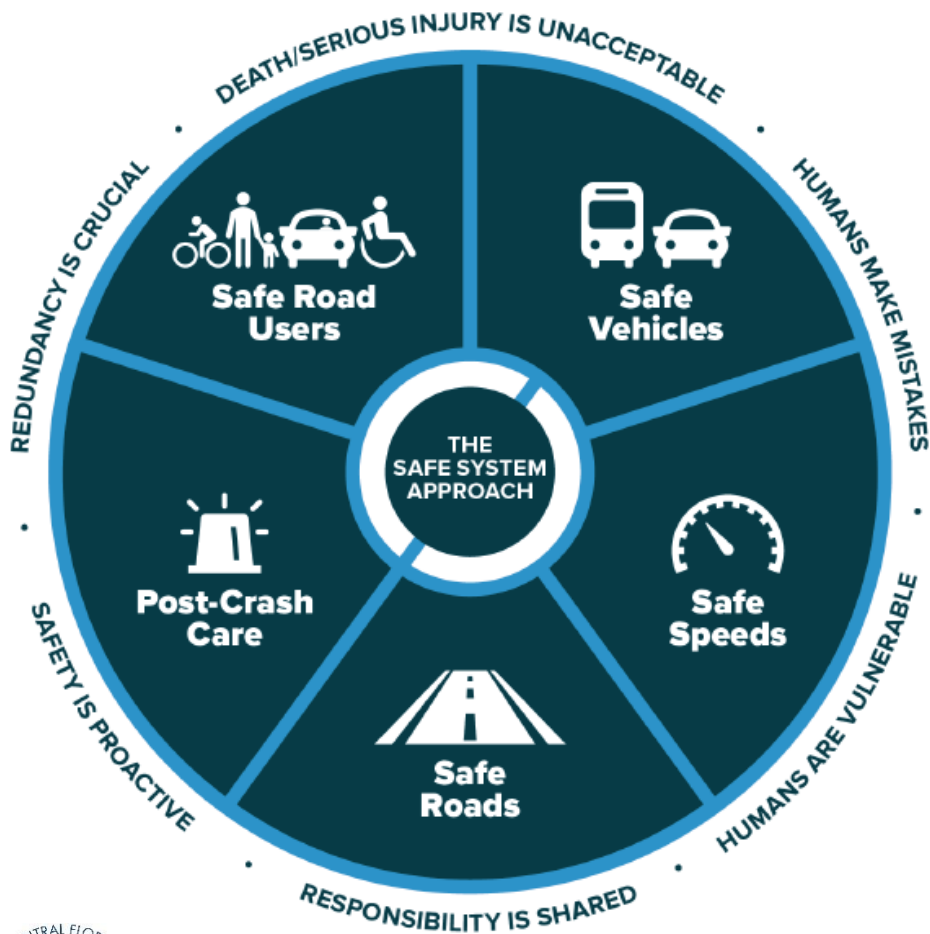 DEATH/SERIOUS INJURY IS UNACCEPTABLE
HUMANS MAKE MISTAKES
HUMANS ARE VULNERABLE
RESPONSIBILITY IS SHARED
SAFETY IS PROACTIVE
REDUNDANCY IS CRUCIAL
Safe Road
Users
Safe
Vehicles
THE
SAFE SYSTEM
APPROACH
Post-Crash
Care
Safe
Speeds
Safe
Roads